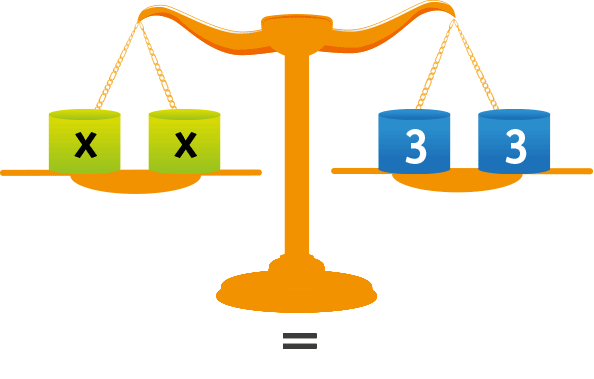 x x 3 3
=